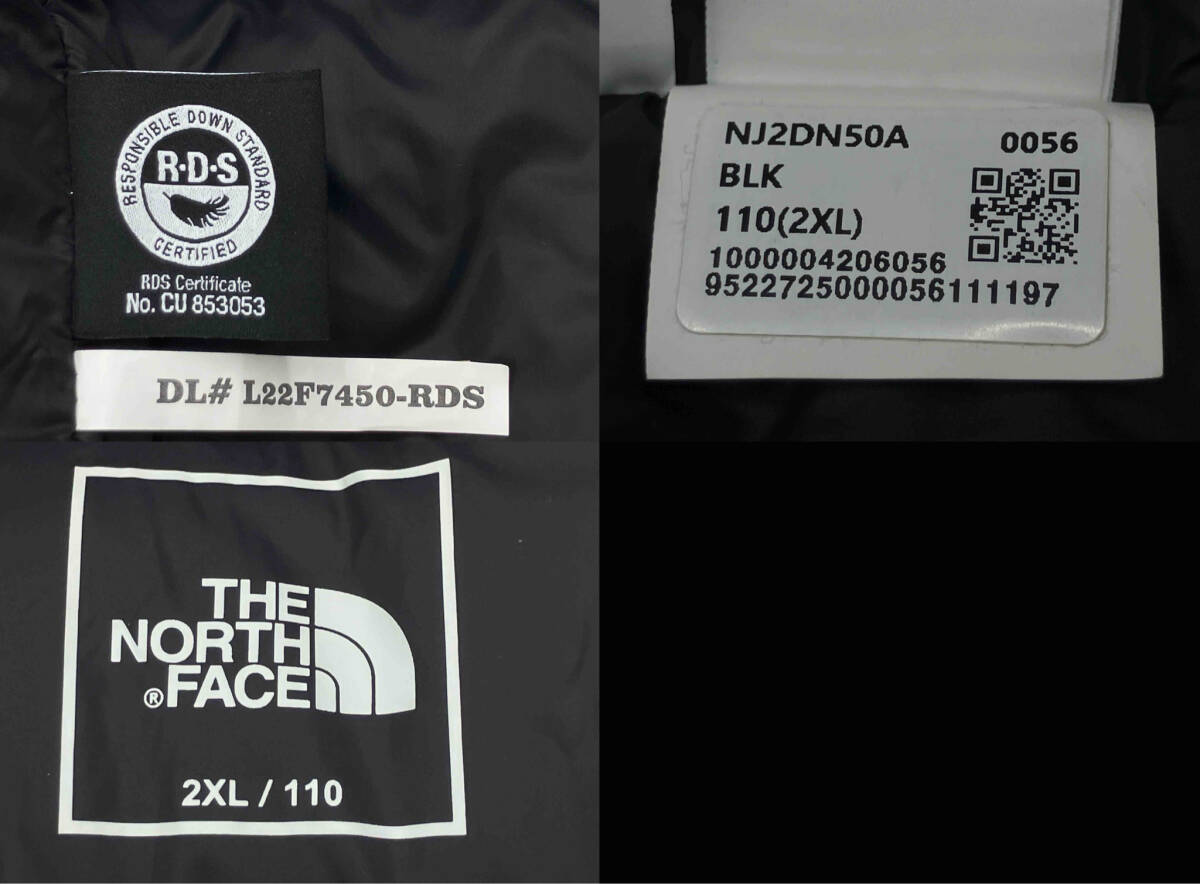 RESPONSIBLE DOWN STANDARD
R·D·S
CERTIFIED
RDS Certificate
No. CU 853053
DL# L22F7450-RDS
NJ2DN50A 0056
BLK
110(2XL)
1000004206056
9522725000056111197
THE
NORTH
®FACE
2XL / 110